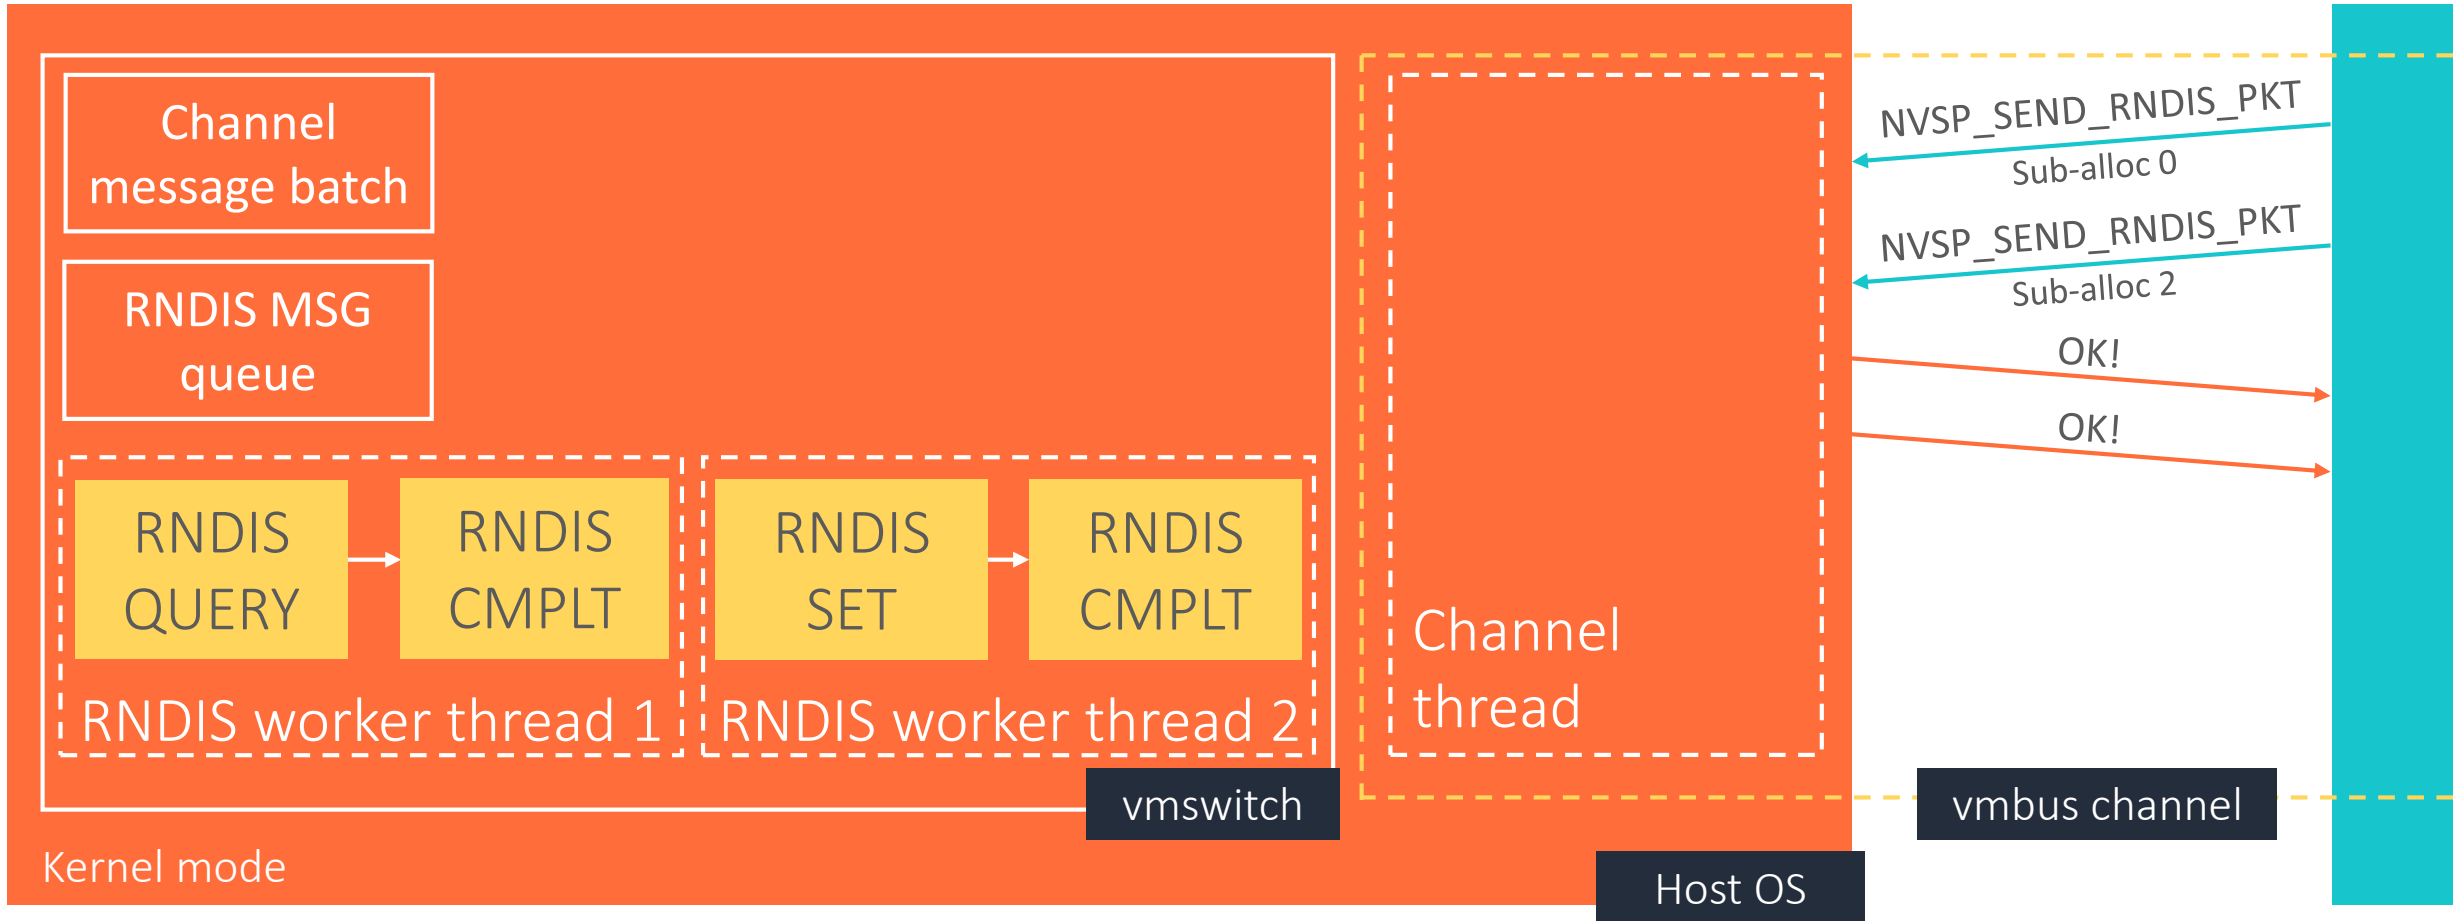 Channel
message batch
RNDIS MSG
queue
RNDIS
QUERY
RNDIS
CMPLT
RNDIS worker thread 1
RNDIS
SET
RNDIS
CMPLT
RNDIS worker thread 2
vmswitch
Kernel mode
Channel
thread
Host OS
NVSP_SEND_RNDIS_PKT
Sub-alloc 0
NVSP_SEND_RNDIS_PKT
Sub-alloc 2
OK!
OK!
vmbus channel